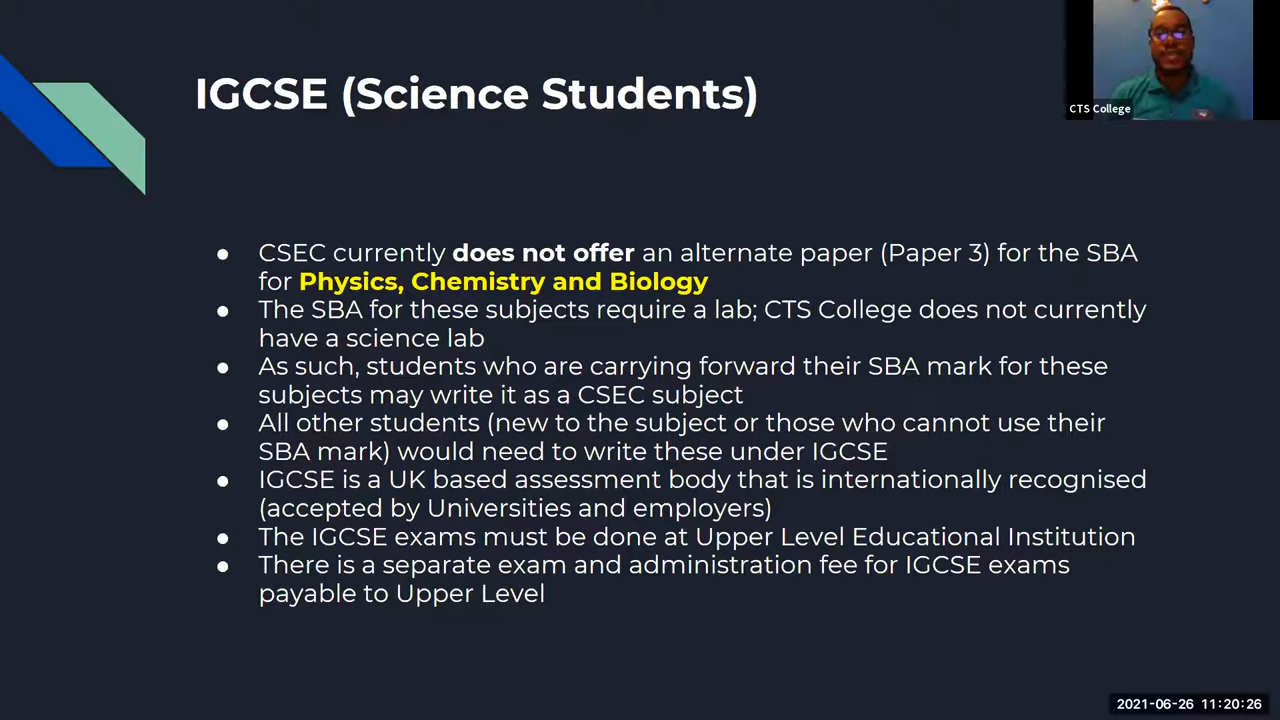 IGCSE (Science Students)
CTS College
● CSEC currently does not offer an alternate paper (Paper 3) for the SBA
for Physics, Chemistry and Biology
● The SBA for these subjects require a lab; CTS College does not currently
have a science lab
● As such, students who are carrying forward their SBA mark for these
subjects may write it as a CSEC subject
● All other students (new to the subject or those who cannot use their
SBA mark) would need to write these under IGCSE
● IGCSE is a UK based assessment body that is internationally recognised
(accepted by Universities and employers)
● The IGCSE exams must be done at Upper Level Educational Institution
● There is a separate exam and administration fee for IGCSE exams
payable to Upper Level
2021-06-26 11:20:26